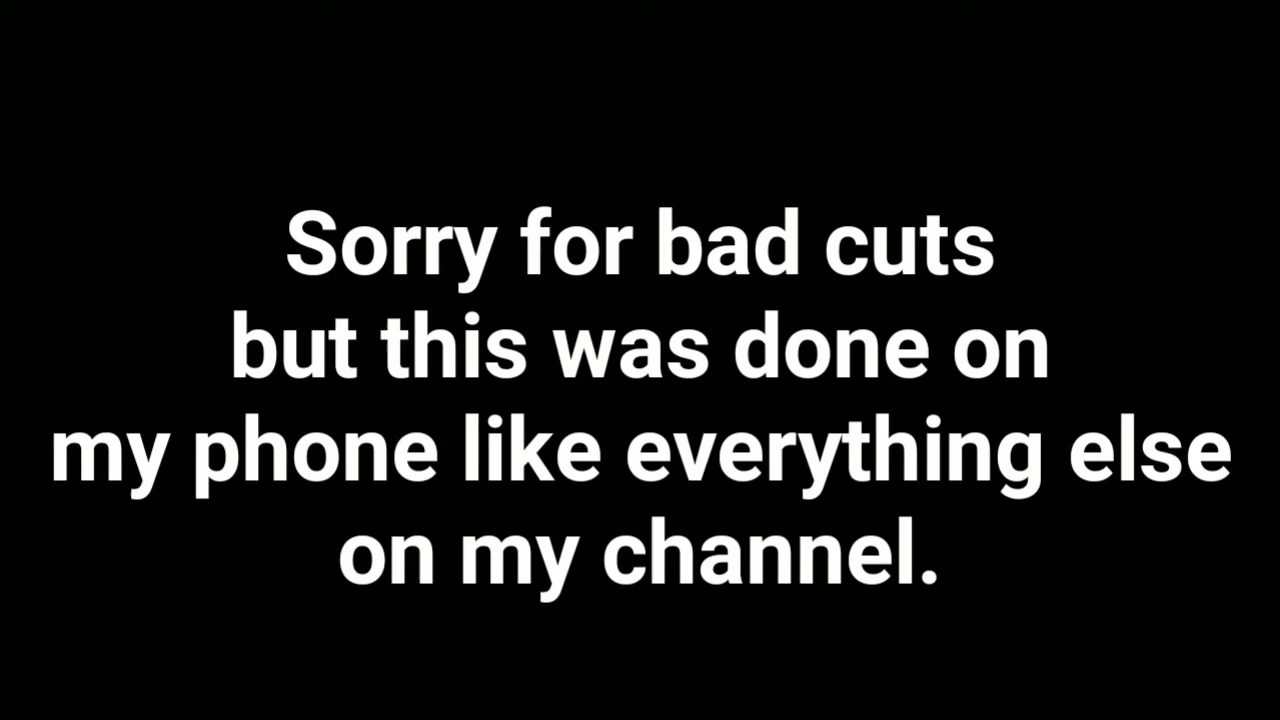 Sorry for bad cuts
but this was done on
my phone like everything else
on my channel.